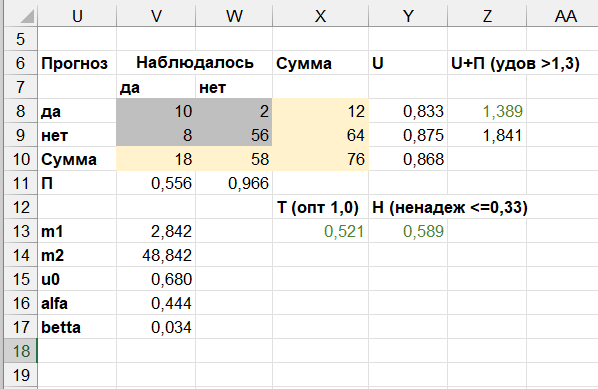 U V W X Y Z AA
5
6 Прогноз Наблюдалось Сумма U U+П (удов >1,3)
7 да нет
8 да 10 2 12 0,833 1,389
9 нет 8 56 64 0,875 1,841
10 Сумма 18 58 76 0,868
11 П 0,556 0,966
12 Т (опт 1,0) Н (ненадеж <=0,33)
13 m1 2,842 0,521 0,589
14 m2 48,842
15 u0 0,680
16 alfa 0,444
17 betta 0,034
18
19